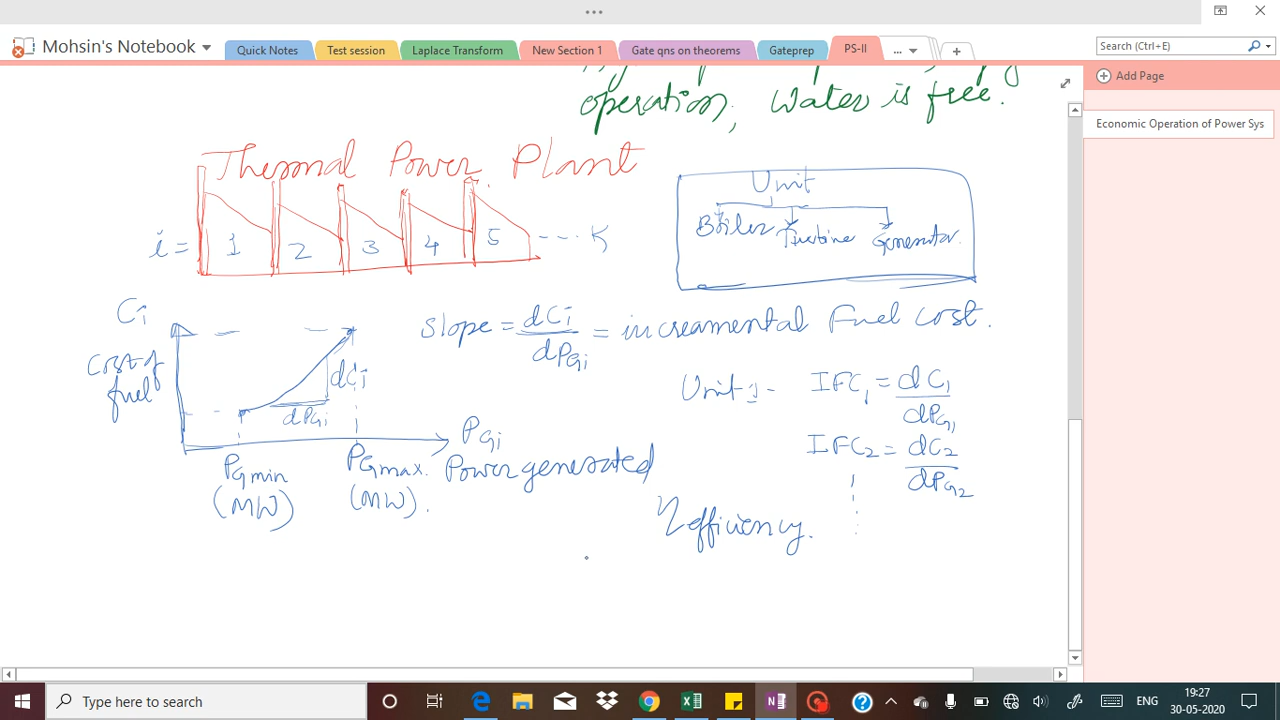 Mohsin's Notebook
Quick Notes
Test session
Laplace Transform
New Section 1
Gate qns on theorems
Gateprep
PS-II
...
Search (Ctrl+E)
Add Page
Economic Operation of Power Sys
operation, Water is free.
Thermal Power Plant
i = 1 2 3 4 5 --- K
Unit
Boiler Turbine Generator
Ci
Cost of
fuel
dCi
dPGi
PGi
Power generated
PGmin
(MW)
PGmax.
(MW).
Slope = dCi/dPGi = increamental Fuel cost.
Unit 1- IFC1 = dC1/dPG1
IFC2 = dC2/dPG2
η efficiency.
Type here to search
ENG
19:27
30-05-2020